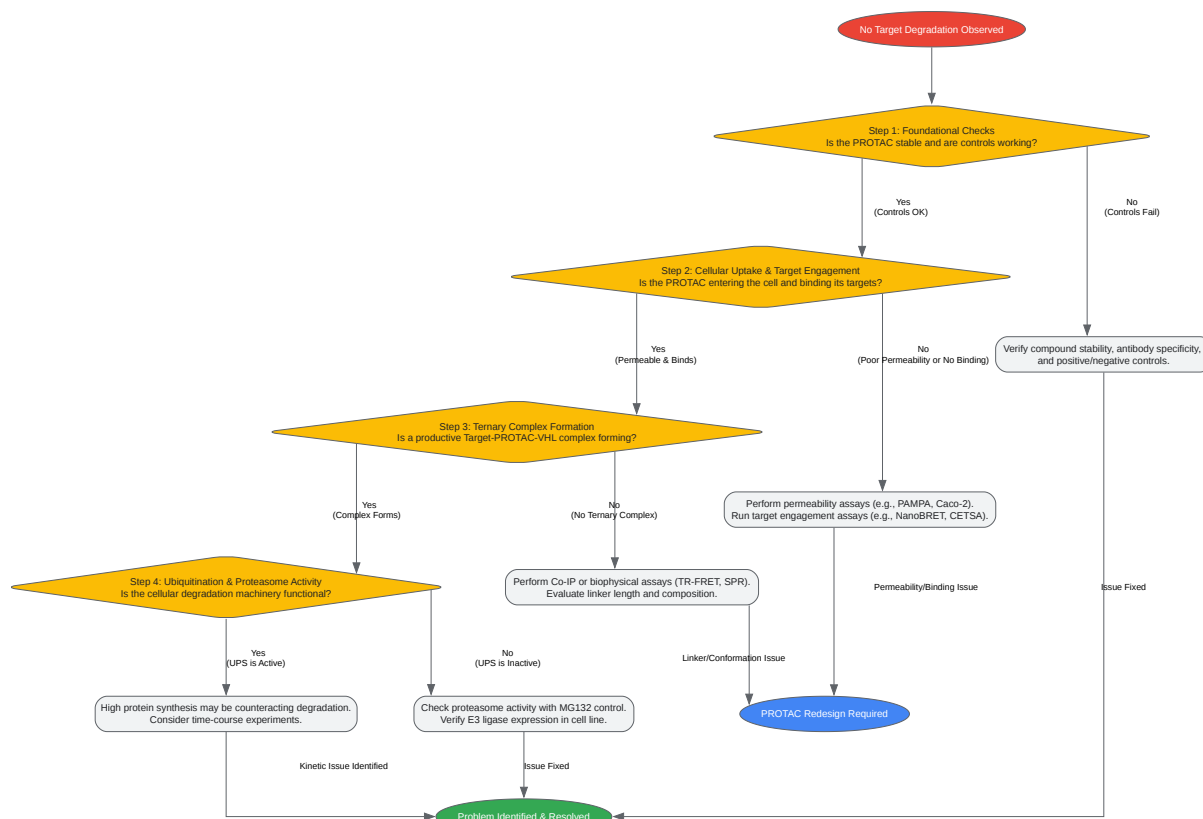 No Target Degradation Observed
Step 1: Foundational Checks
Is the PROTAC stable and are controls working?
Yes
(Controls OK)
No
(Controls Fail)
Step 2: Cellular Uptake & Target Engagement
Is the PROTAC entering the cell and binding its targets?
Yes
(Permeable & Binds)
No
(Poor Permeability or No Binding)
Verify compound stability, antibody specificity,
and positive/negative controls.
Step 3: Ternary Complex Formation
Is a productive Target-PROTAC-VHL complex forming?
Yes
(Complex Forms)
No
(No Ternary Complex)
Perform permeability assays (e.g., PAMPA, Caco-2).
Run target engagement assays (e.g., NanoBRET, CETSA).
Step 4: Ubiquitination & Proteasome Activity
Is the cellular degradation machinery functional?
Perform Co-IP or biophysical assays (TR-FRET, SPR).
Evaluate linker length and composition.
Permeability/Binding Issue
Issue Fixed
Yes
(UPS is Active)
No
(UPS is Inactive)
Linker/Conformation Issue
High protein synthesis may be counteracting degradation.
Consider time-course experiments.
Check proteasome activity with MG132 control.
Verify E3 ligase expression in cell line.
PROTAC Redesign Required
Kinetic Issue Identified
Issue Fixed
Problem Identified & Resolved